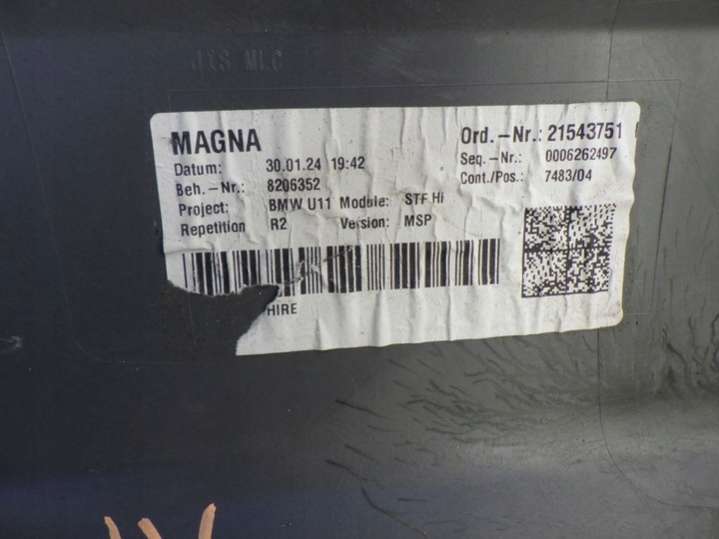 MAGNA
Datum: 30.01.24 19:42
Beh.-Nr.: 8206352
Project: BMW U11 Module: STF Hi
Repetition R2 Version: MSP
Ord.-Nr.: 21543751
Seq.-Nr.: 0006262497
Cont./Pos.: 7483/04
HIRE